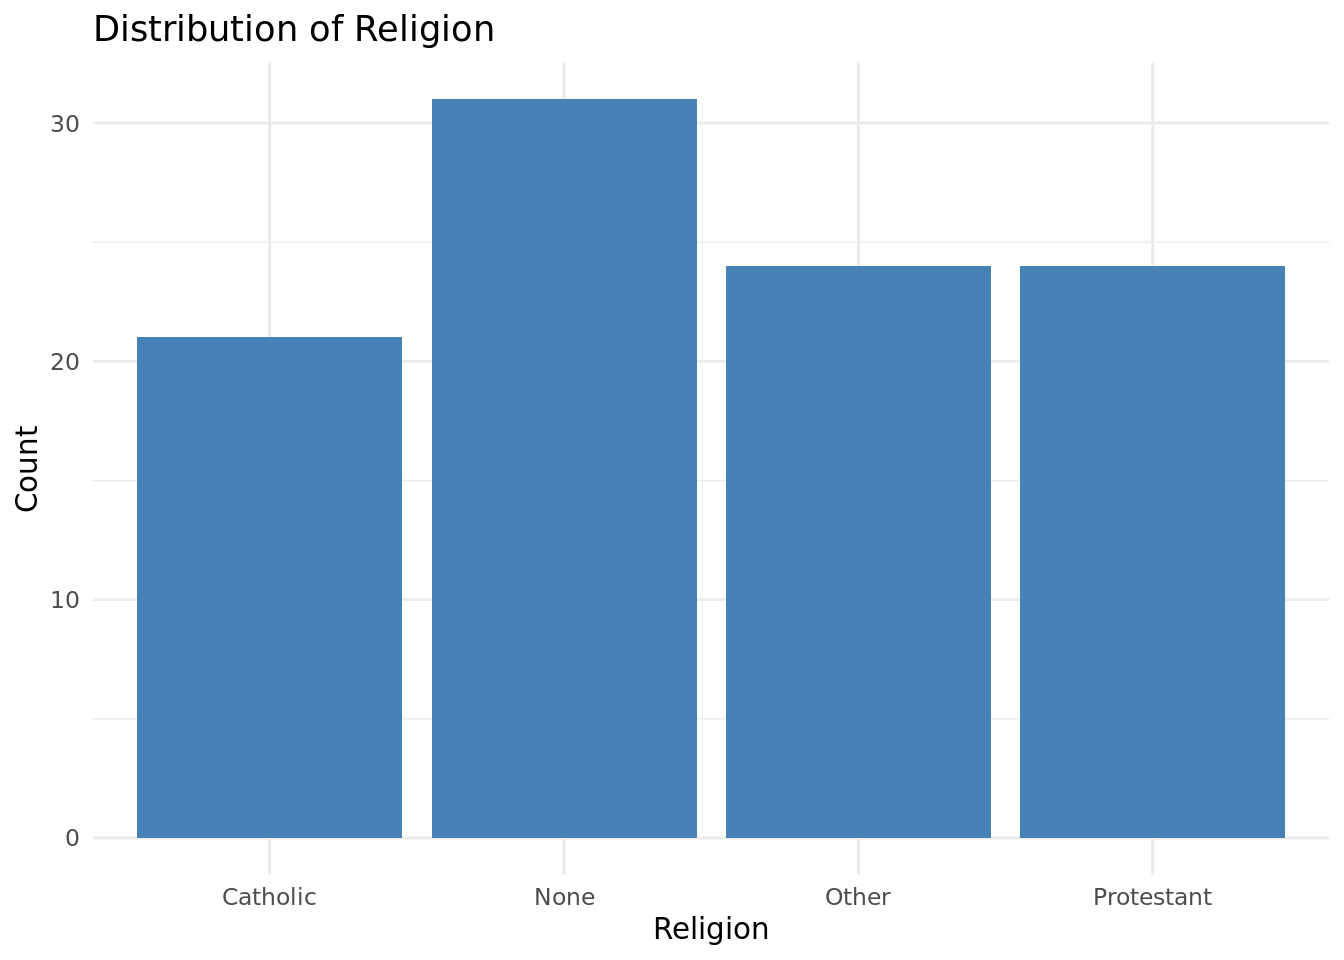 Distribution of Religion
30
20
10
0
Count
Catholic None Other Protestant
Religion